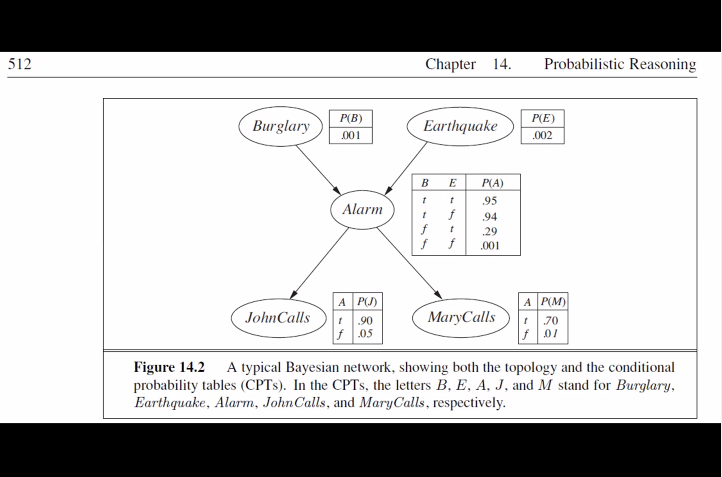 512 Chapter 14. Probabilistic Reasoning
Burglary
P(B)
.001
Earthquake
P(E)
.002
B E P(A)
t t .95
t f .94
f t .29
f f .001
Alarm
JohnCalls
A P(J)
t .90
f .05
MaryCalls
A P(M)
t .70
f .01
Figure 14.2 A typical Bayesian network, showing both the topology and the conditional
probability tables (CPTs). In the CPTs, the letters B, E, A, J, and M stand for Burglary,
Earthquake, Alarm, JohnCalls, and MaryCalls, respectively.